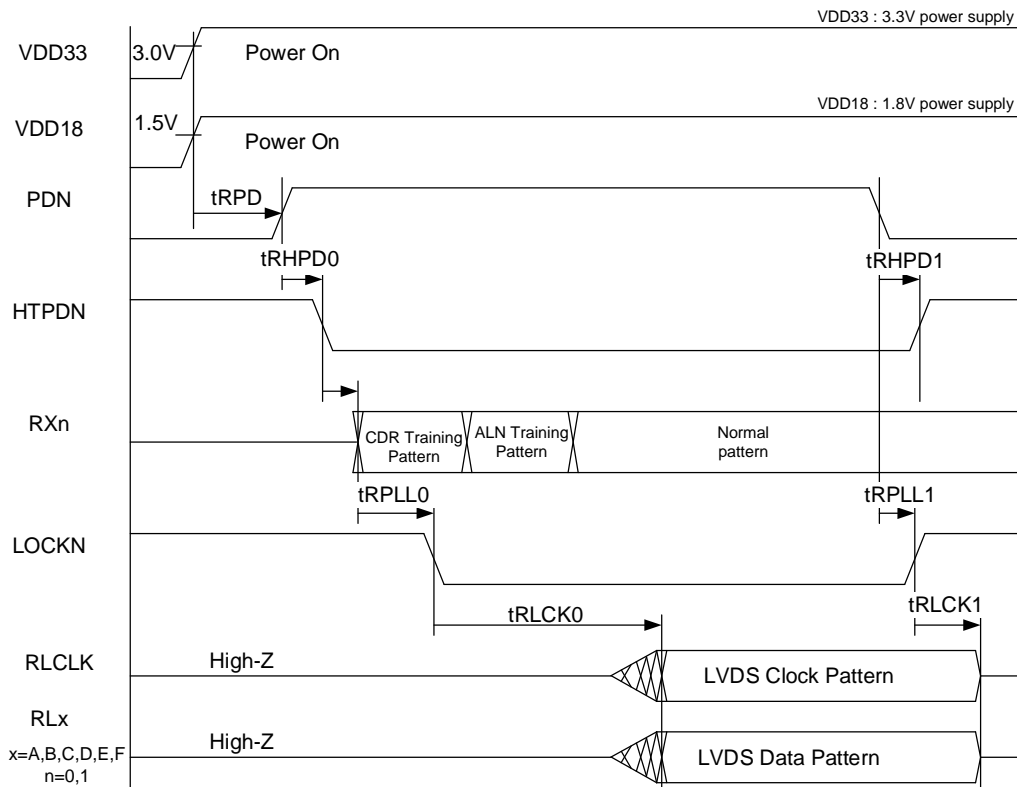 VDD33 : 3.3V power supply
VDD33
3.0V
Power On
VDD18 : 1.8V power supply
VDD18
1.5V
Power On
PDN
tRPD
tRHPD0
tRHPD1
HTPDN
RXn
CDR Training
Pattern
ALN Training
Pattern
Normal
pattern
tRPLL0
tRPLL1
LOCKN
tRLCK0
tRLCK1
RLCLK
High-Z
LVDS Clock Pattern
RLx
x=A,B,C,D,E,F
n=0,1
High-Z
LVDS Data Pattern